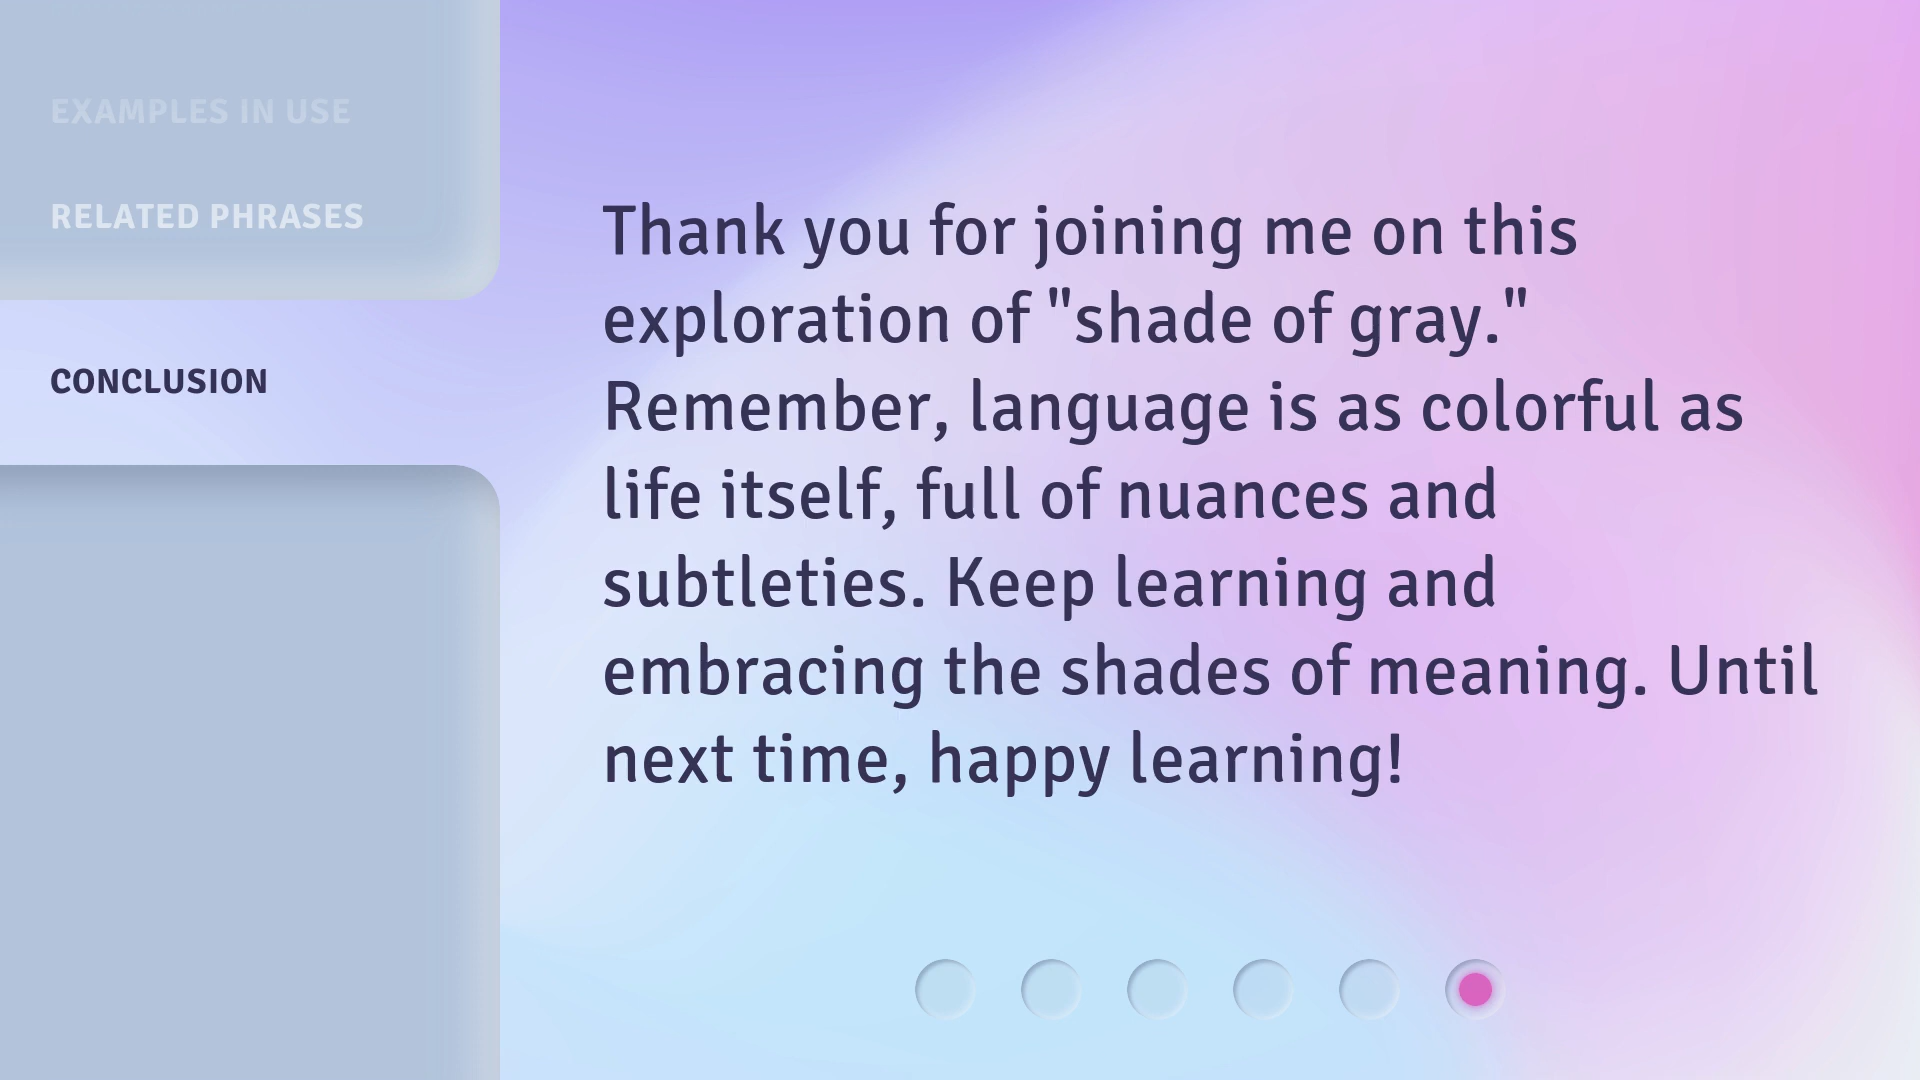 EXAMPLES IN USE
RELATED PHRASES
CONCLUSION
Thank you for joining me on this
exploration of "shade of gray."
Remember, language is as colorful as
life itself, full of nuances and
subtleties. Keep learning and
embracing the shades of meaning. Until
next time, happy learning!